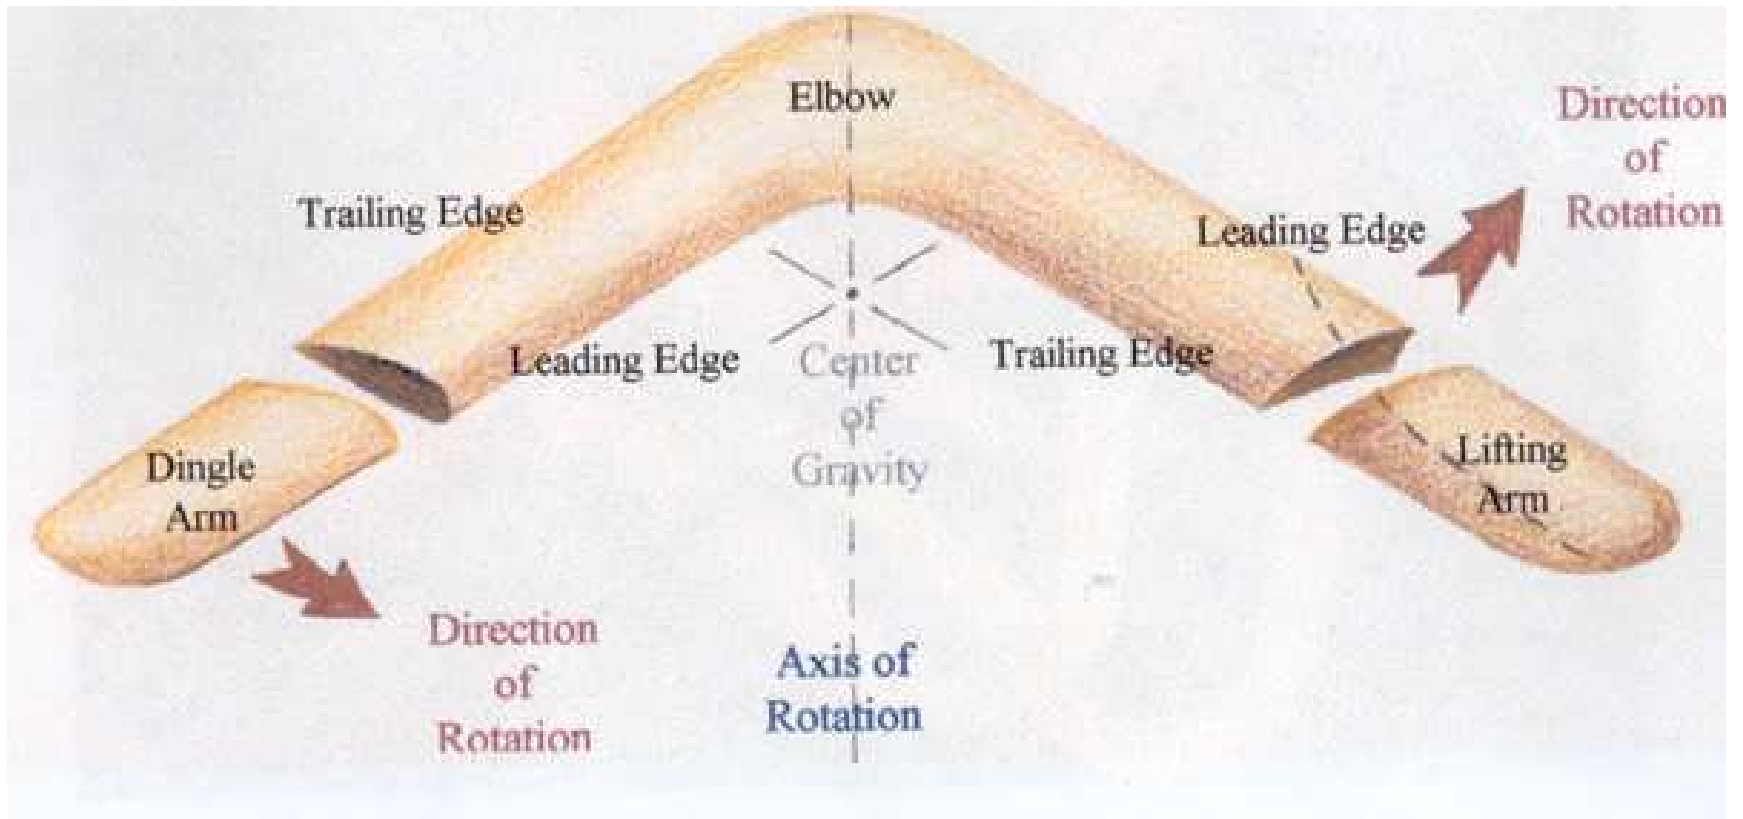 Elbow
Direction
of
Rotation
Trailing Edge
Leading Edge
Leading Edge
Trailing Edge
Center
of
Gravity
Dingle
Arm
Lifting
Arm
Direction
of
Rotation
Axis of
Rotation